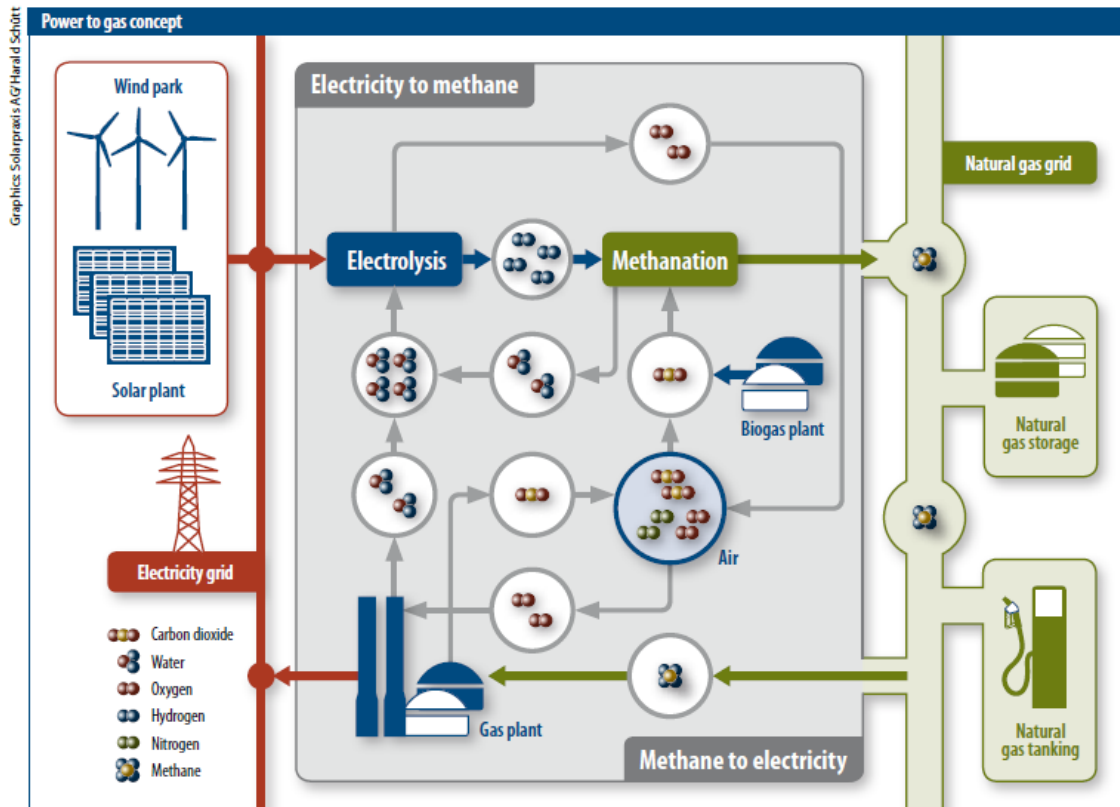 Graphics: Solarpraxis AG/Harald Schütt
Power to gas concept
Wind park
Solar plant
Electricity to methane
Electrolysis
Methanation
Natural gas grid
Biogas plant
Natural
gas storage
Air
Electricity grid
Carbon dioxide
Water
Oxygen
Hydrogen
Nitrogen
Methane
Gas plant
Methane to electricity
Natural
gas tanking